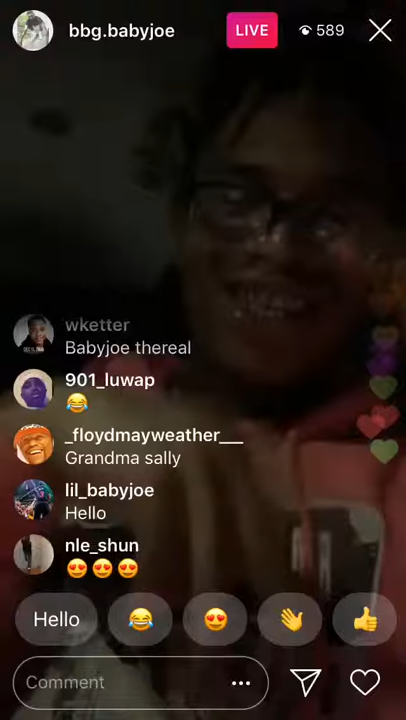 bbg.babyjoe
LIVE
589
wketter
Babyjoe thereal
901_luwap
😂
_floydmayweather___
Grandma sally
lil_babyjoe
Hello
nle_shun
😍😍😍
Hello 😂 😍 👋 👍
Comment ...